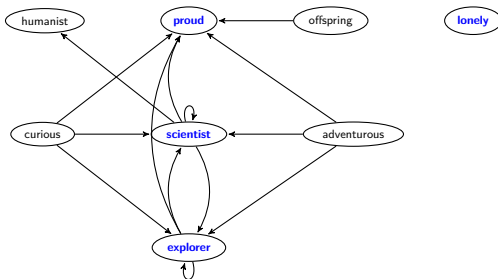 humanist
proud
offspring
lonely
curious
scientist
adventurous
explorer